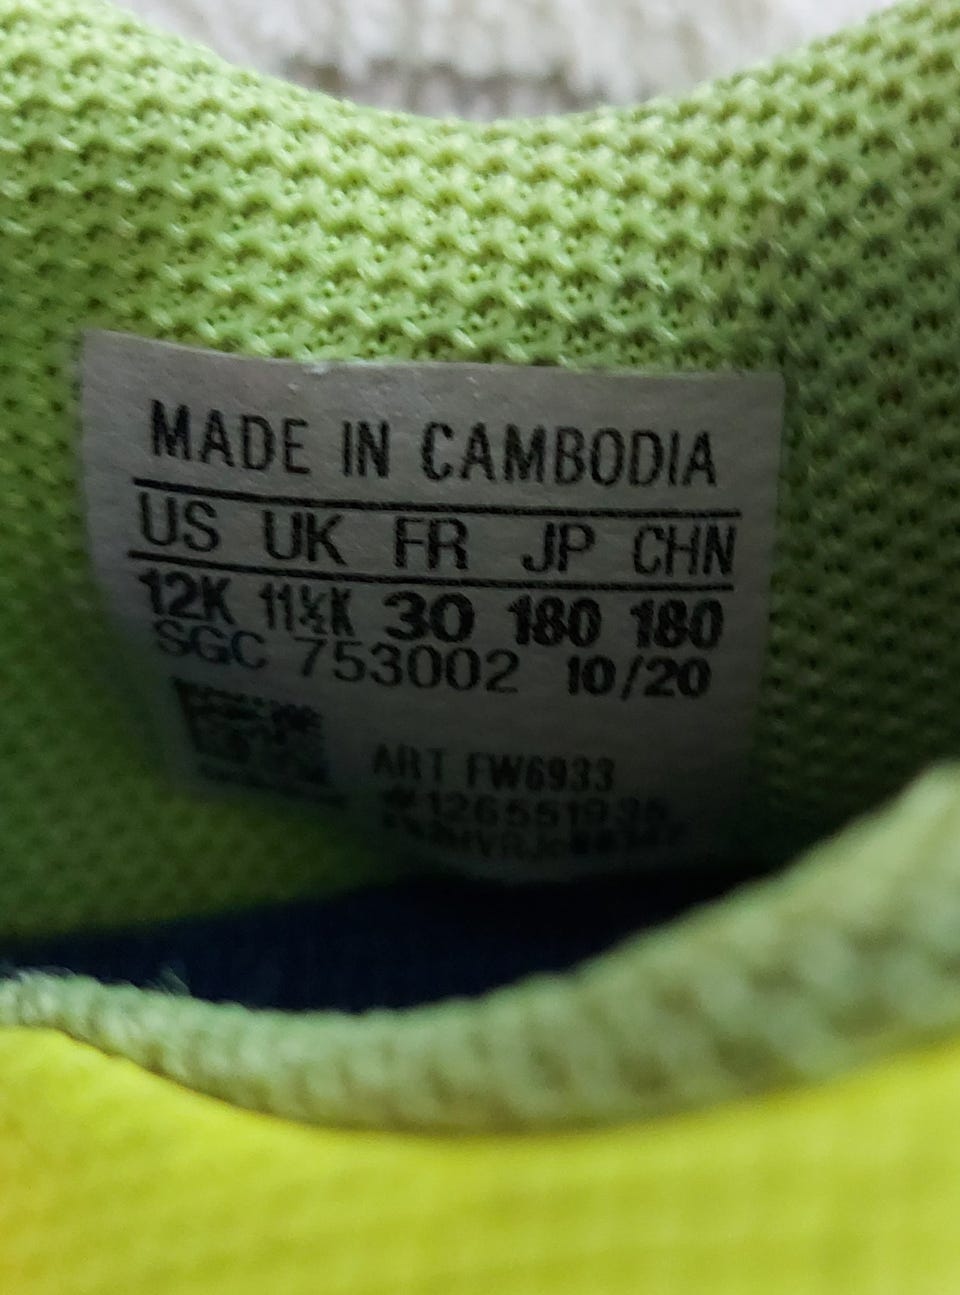 MADE IN CAMBODIA
US UK FR JP CHN
12K 11½K 30 180 180
SGC 753002 10/20
ART FW6933